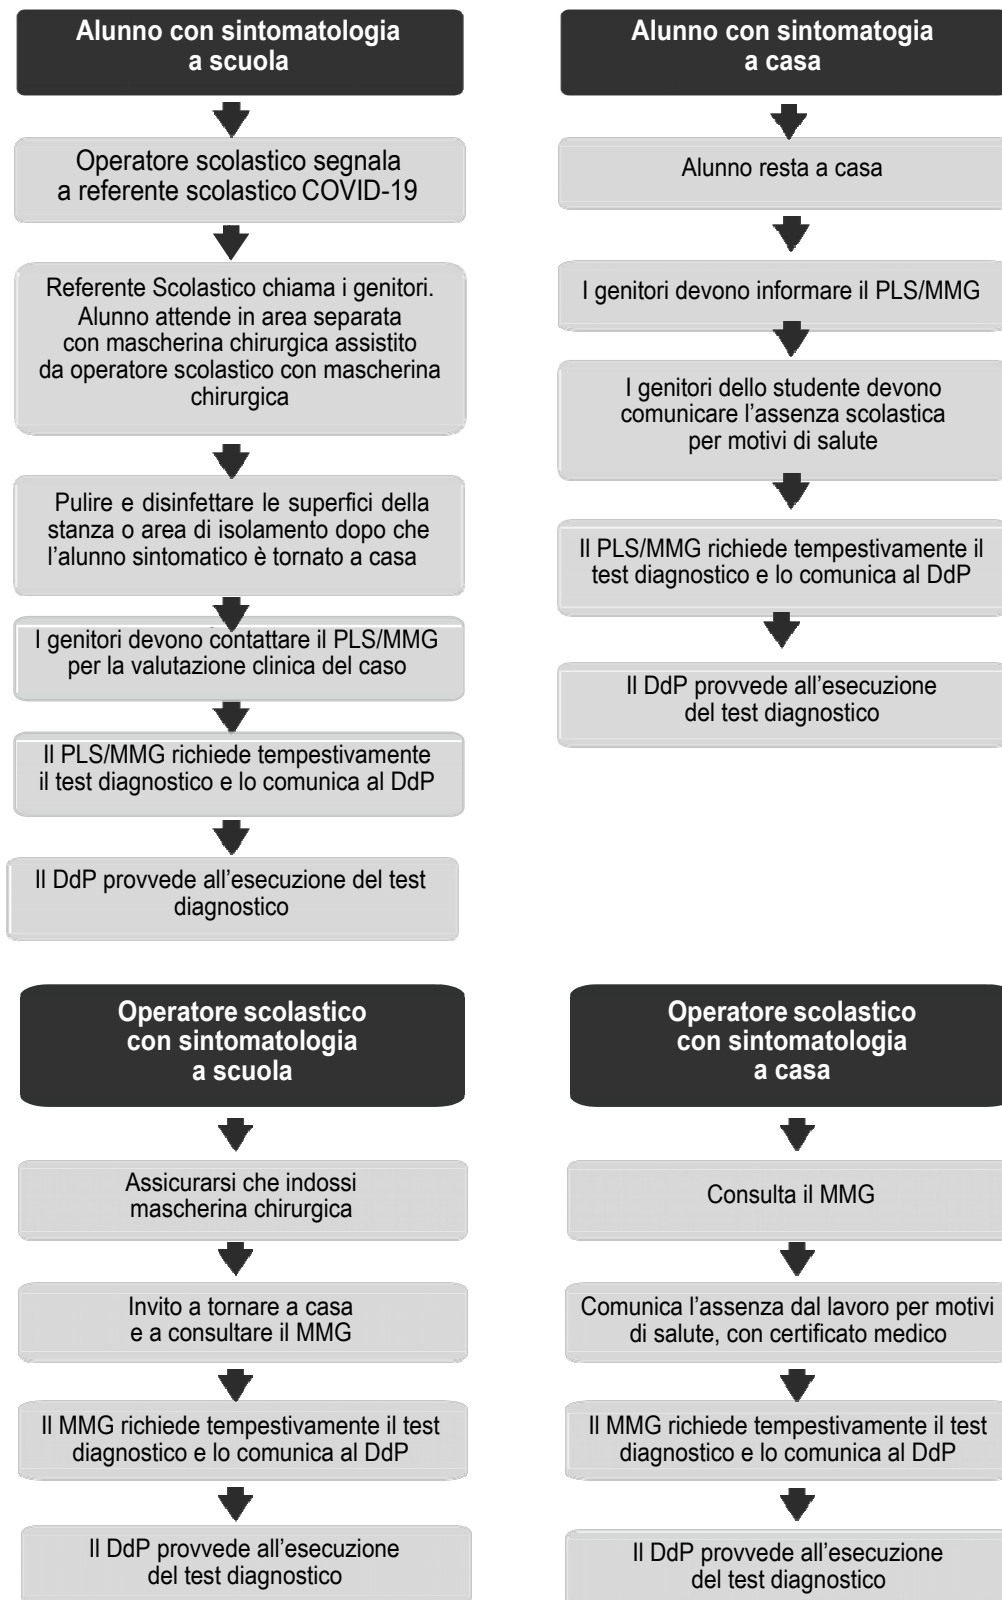 Alunno con sintomatologia
a scuola
Operatore scolastico segnala
a referente scolastico COVID-19
Referente Scolastico chiama i genitori.
Alunno attende in area separata
con mascherina chirurgica assistito
da operatore scolastico con mascherina
chirurgica
Pulire e disinfettare le superfici della
stanza o area di isolamento dopo che
l'alunno sintomatico è tornato a casa
I genitori devono contattare il PLS/MMG
per la valutazione clinica del caso
Il PLS/MMG richiede tempestivamente
il test diagnostico e lo comunica al DdP
Il DdP provvede all'esecuzione del test
diagnostico
Alunno con sintomatogia
a casa
Alunno resta a casa
I genitori devono informare il PLS/MMG
I genitori dello studente devono
comunicare l'assenza scolastica
per motivi di salute
Il PLS/MMG richiede tempestivamente il
test diagnostico e lo comunica al DdP
Il DdP provvede all'esecuzione
del test diagnostico
Operatore scolastico
con sintomatologia
a scuola
Assicurarsi che indossi
mascherina chirurgica
Invito a tornare a casa
e a consultare il MMG
Il MMG richiede tempestivamente il test
diagnostico e lo comunica al DdP
Il DdP provvede all'esecuzione
del test diagnostico
Operatore scolastico
con sintomatologia
a casa
Consulta il MMG
Comunica l'assenza dal lavoro per motivi
di salute, con certificato medico
Il MMG richiede tempestivamente il test
diagnostico e lo comunica al DdP
Il DdP provvede all'esecuzione
del test diagnostico